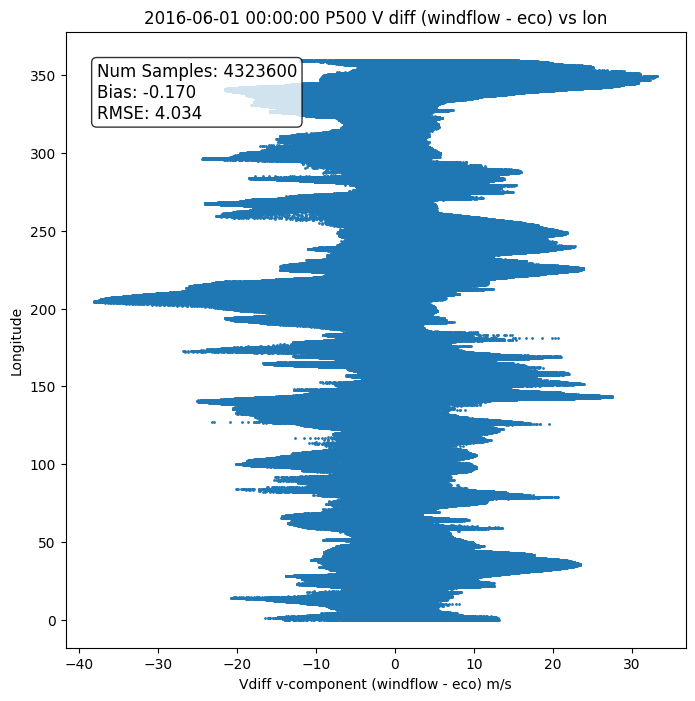 2016-06-01 00:00:00 P500 V diff (windflow - eco) vs lon
Num Samples: 4323600
Bias: -0.170
RMSE: 4.034
350
300
250
200
150
100
50
0
Longitude
−40 −30 −20 −10 0 10 20 30
Vdiff v-component (windflow - eco) m/s